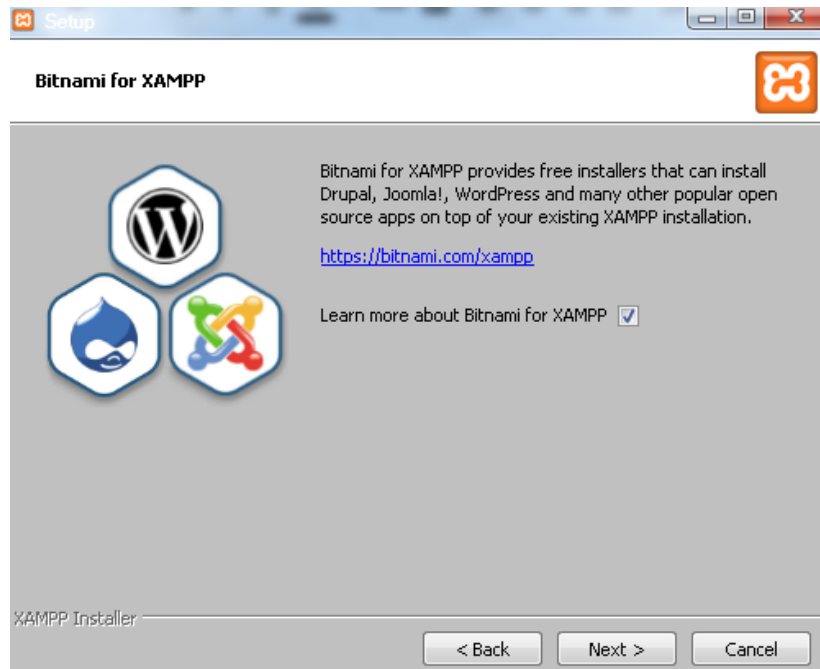 Setup
Bitnami for XAMPP
Bitnami for XAMPP provides free installers that can install
Drupal, Joomla!, WordPress and many other popular open
source apps on top of your existing XAMPP installation.
https://bitnami.com/xampp
Learn more about Bitnami for XAMPP
XAMPP Installer
< Back
Next >
Cancel